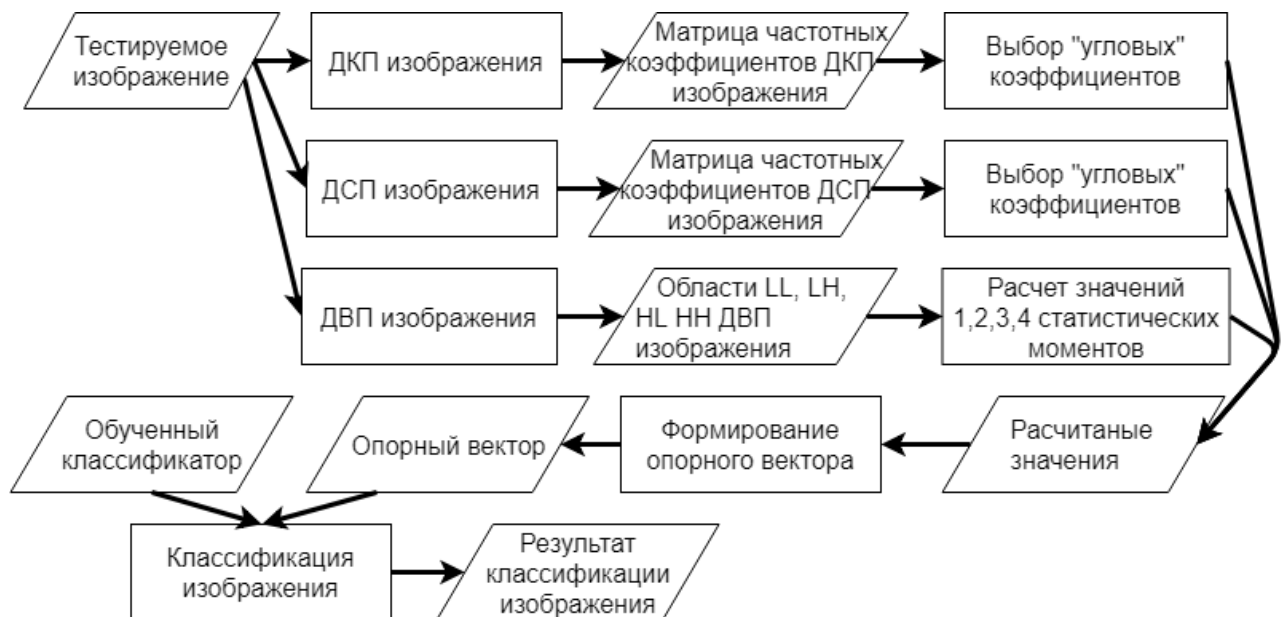 Тестируемое
изображение
ДКП изображения
Матрица частотных
коэффициентов ДКП
изображения
Выбор "угловых"
коэффициентов
ДСП изображения
Матрица частотных
коэффициентов ДСП
изображения
Выбор "угловых"
коэффициентов
ДВП изображения
Области LL, LH,
HL HH ДВП
изображения
Расчет значений
1,2,3,4 статистических
моментов
Обученный
классификатор
Опорный вектор
Формирование
опорного вектора
Расчитаные
значения
Классификация
изображения
Результат
классификации
изображения